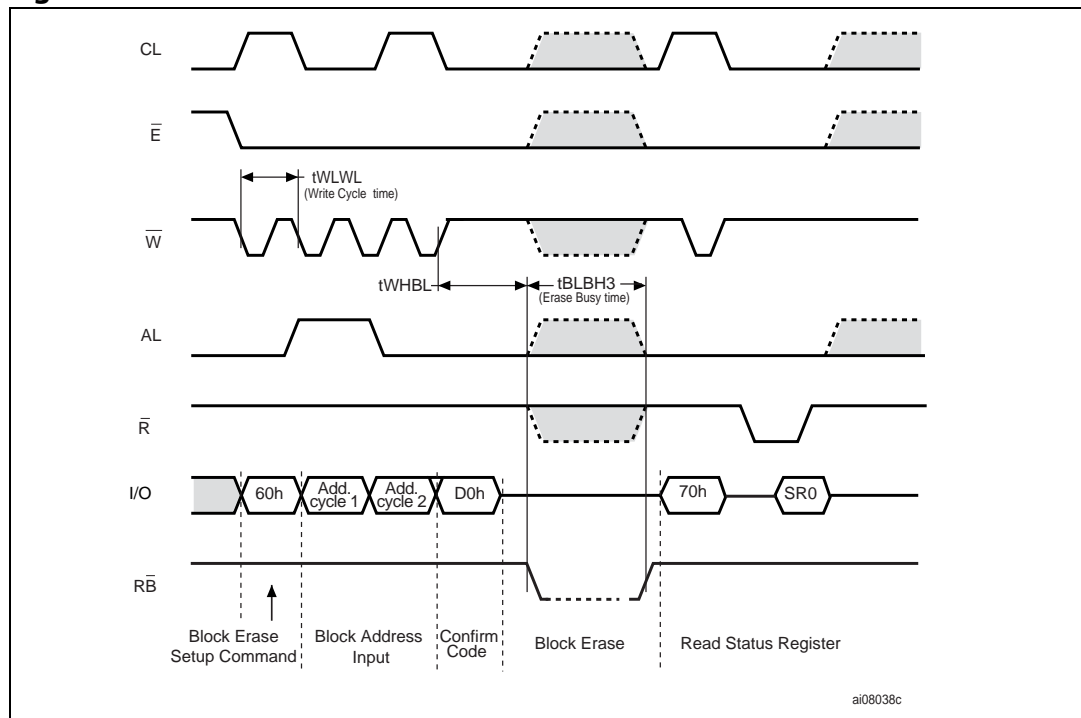 CL
E
tWLWL
(Write Cycle time)
W
tWHBL
tBLBH3
(Erase Busy time)
AL
R
I/O
60h
Add.
cycle 1
Add.
cycle 2
D0h
70h
SR0
RB
Block Erase
Setup Command
Block Address
Input
Confirm
Code
Block Erase
Read Status Register
ai08038c